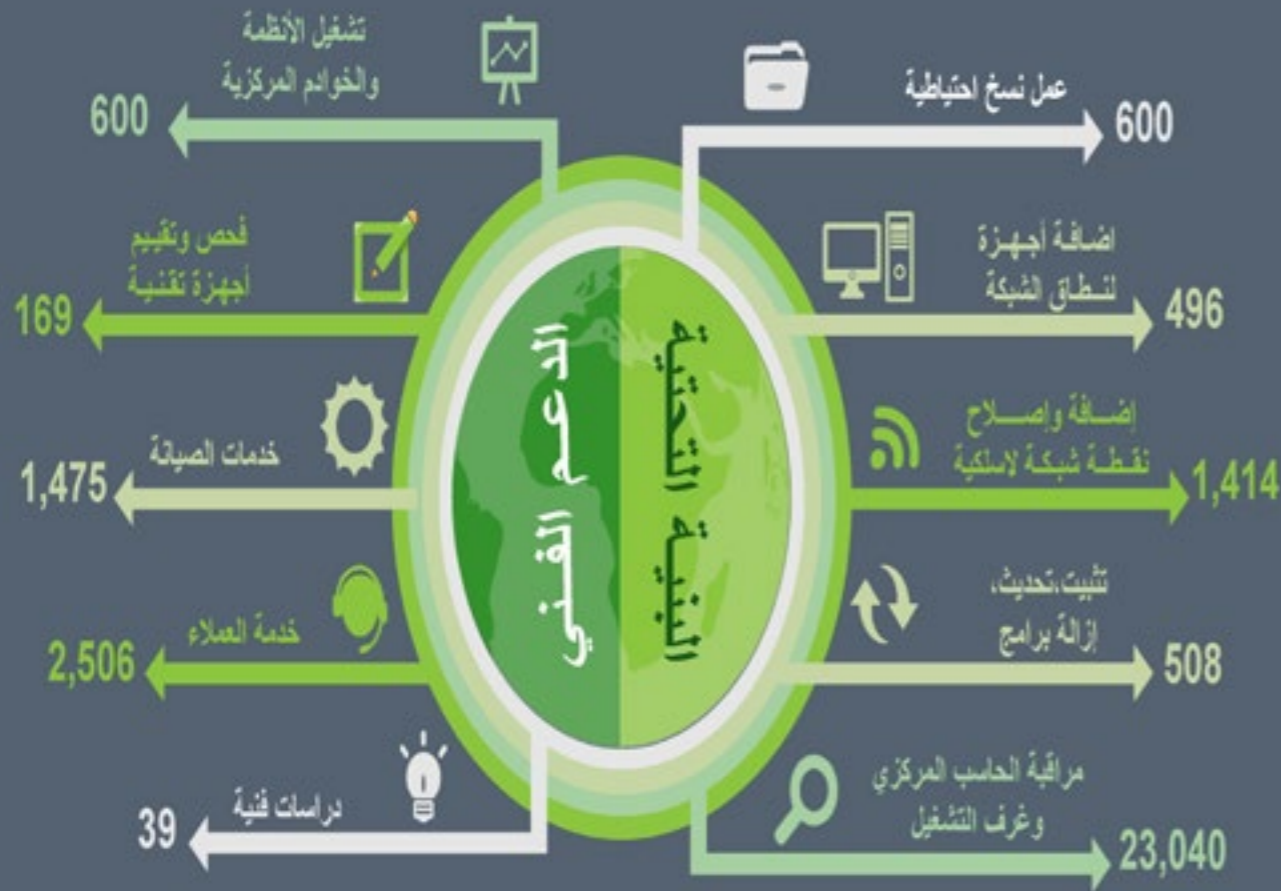 عمل نسخ احتياطية
600
اضافة أجهزة
لنطاق الشبكة
496
إضافة وإصلاح
نقطة شبكة لاسلكية
1,414
تثبيت،تحديث،
إزالة برامج
508
مراقبة الحاسب المركزي
وغرف التشغيل
23,040
البنية التحتية
الدعم الفني
تشغيل الأنظمة
والخوادم المركزية
600
فحص وتقييم
أجهزة تقنية
169
خدمات الصيانة
1,475
خدمة العملاء
2,506
دراسات فنية
39